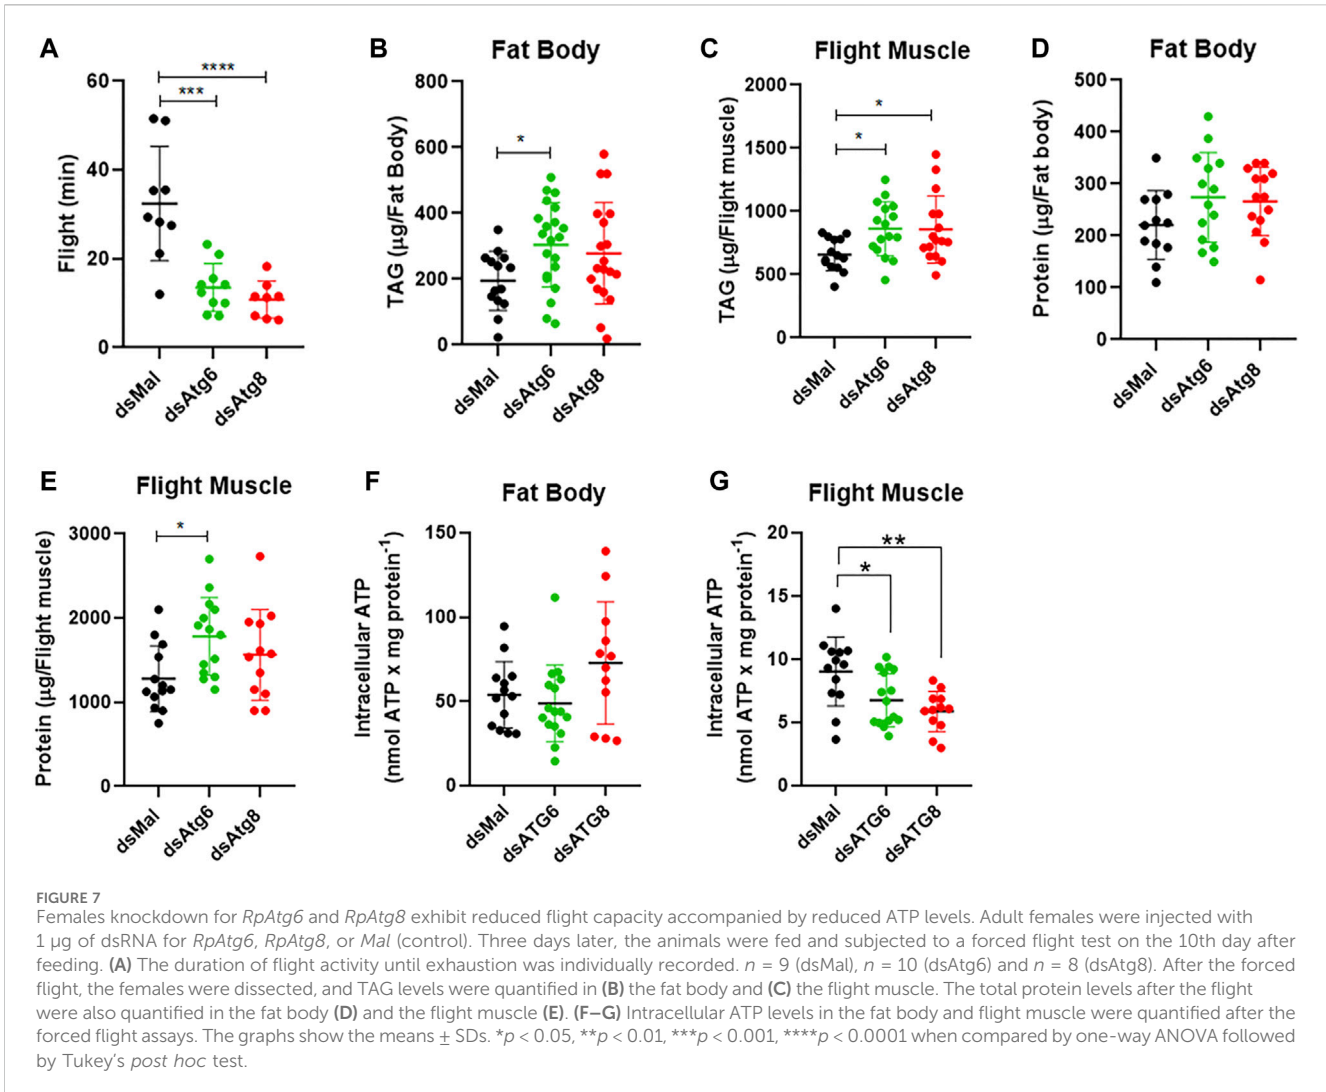 A
Flight (min)
60
40
20
0
****
***
dsMal
dsAtg6
dsAtg8
B
Fat Body
TAG (µg/Fat Body)
800
600
400
200
0
*
dsMal
dsAtg6
dsAtg8
C
Flight Muscle
TAG (µg/Flight muscle)
2000
1500
1000
500
0
*
*
dsMal
dsAtg6
dsAtg8
D
Fat Body
Protein (µg/Fat body)
500
400
300
200
100
0
dsMal
dsAtg6
dsAtg8
E
Flight Muscle
Protein (µg/Flight muscle)
3000
2000
1000
0
*
dsMal
dsAtg6
dsAtg8
F
Fat Body
Intracellular ATP
(nmol ATP x mg protein⁻¹)
150
100
50
0
dsMal
dsATG6
dsATG8
G
Flight Muscle
Intracellular ATP
(nmol ATP x mg protein⁻¹)
20
15
10
5
0
**
*
dsMal
dsATG6
dsATG8
FIGURE 7
Females knockdown for RpAtg6 and RpAtg8 exhibit reduced flight capacity accompanied by reduced ATP levels. Adult females were injected with
1 µg of dsRNA for RpAtg6, RpAtg8, or Mal (control). Three days later, the animals were fed and subjected to a forced flight test on the 10th day after
feeding. (A) The duration of flight activity until exhaustion was individually recorded. n = 9 (dsMal), n = 10 (dsAtg6) and n = 8 (dsAtg8). After the forced
flight, the females were dissected, and TAG levels were quantified in (B) the fat body and (C) the flight muscle. The total protein levels after the flight
were also quantified in the fat body (D) and the flight muscle (E). (F–G) Intracellular ATP levels in the fat body and flight muscle were quantified after the
forced flight assays. The graphs show the means ± SDs. *p < 0.05, **p < 0.01, ***p < 0.001, ****p < 0.0001 when compared by one-way ANOVA followed
by Tukey's post hoc test.